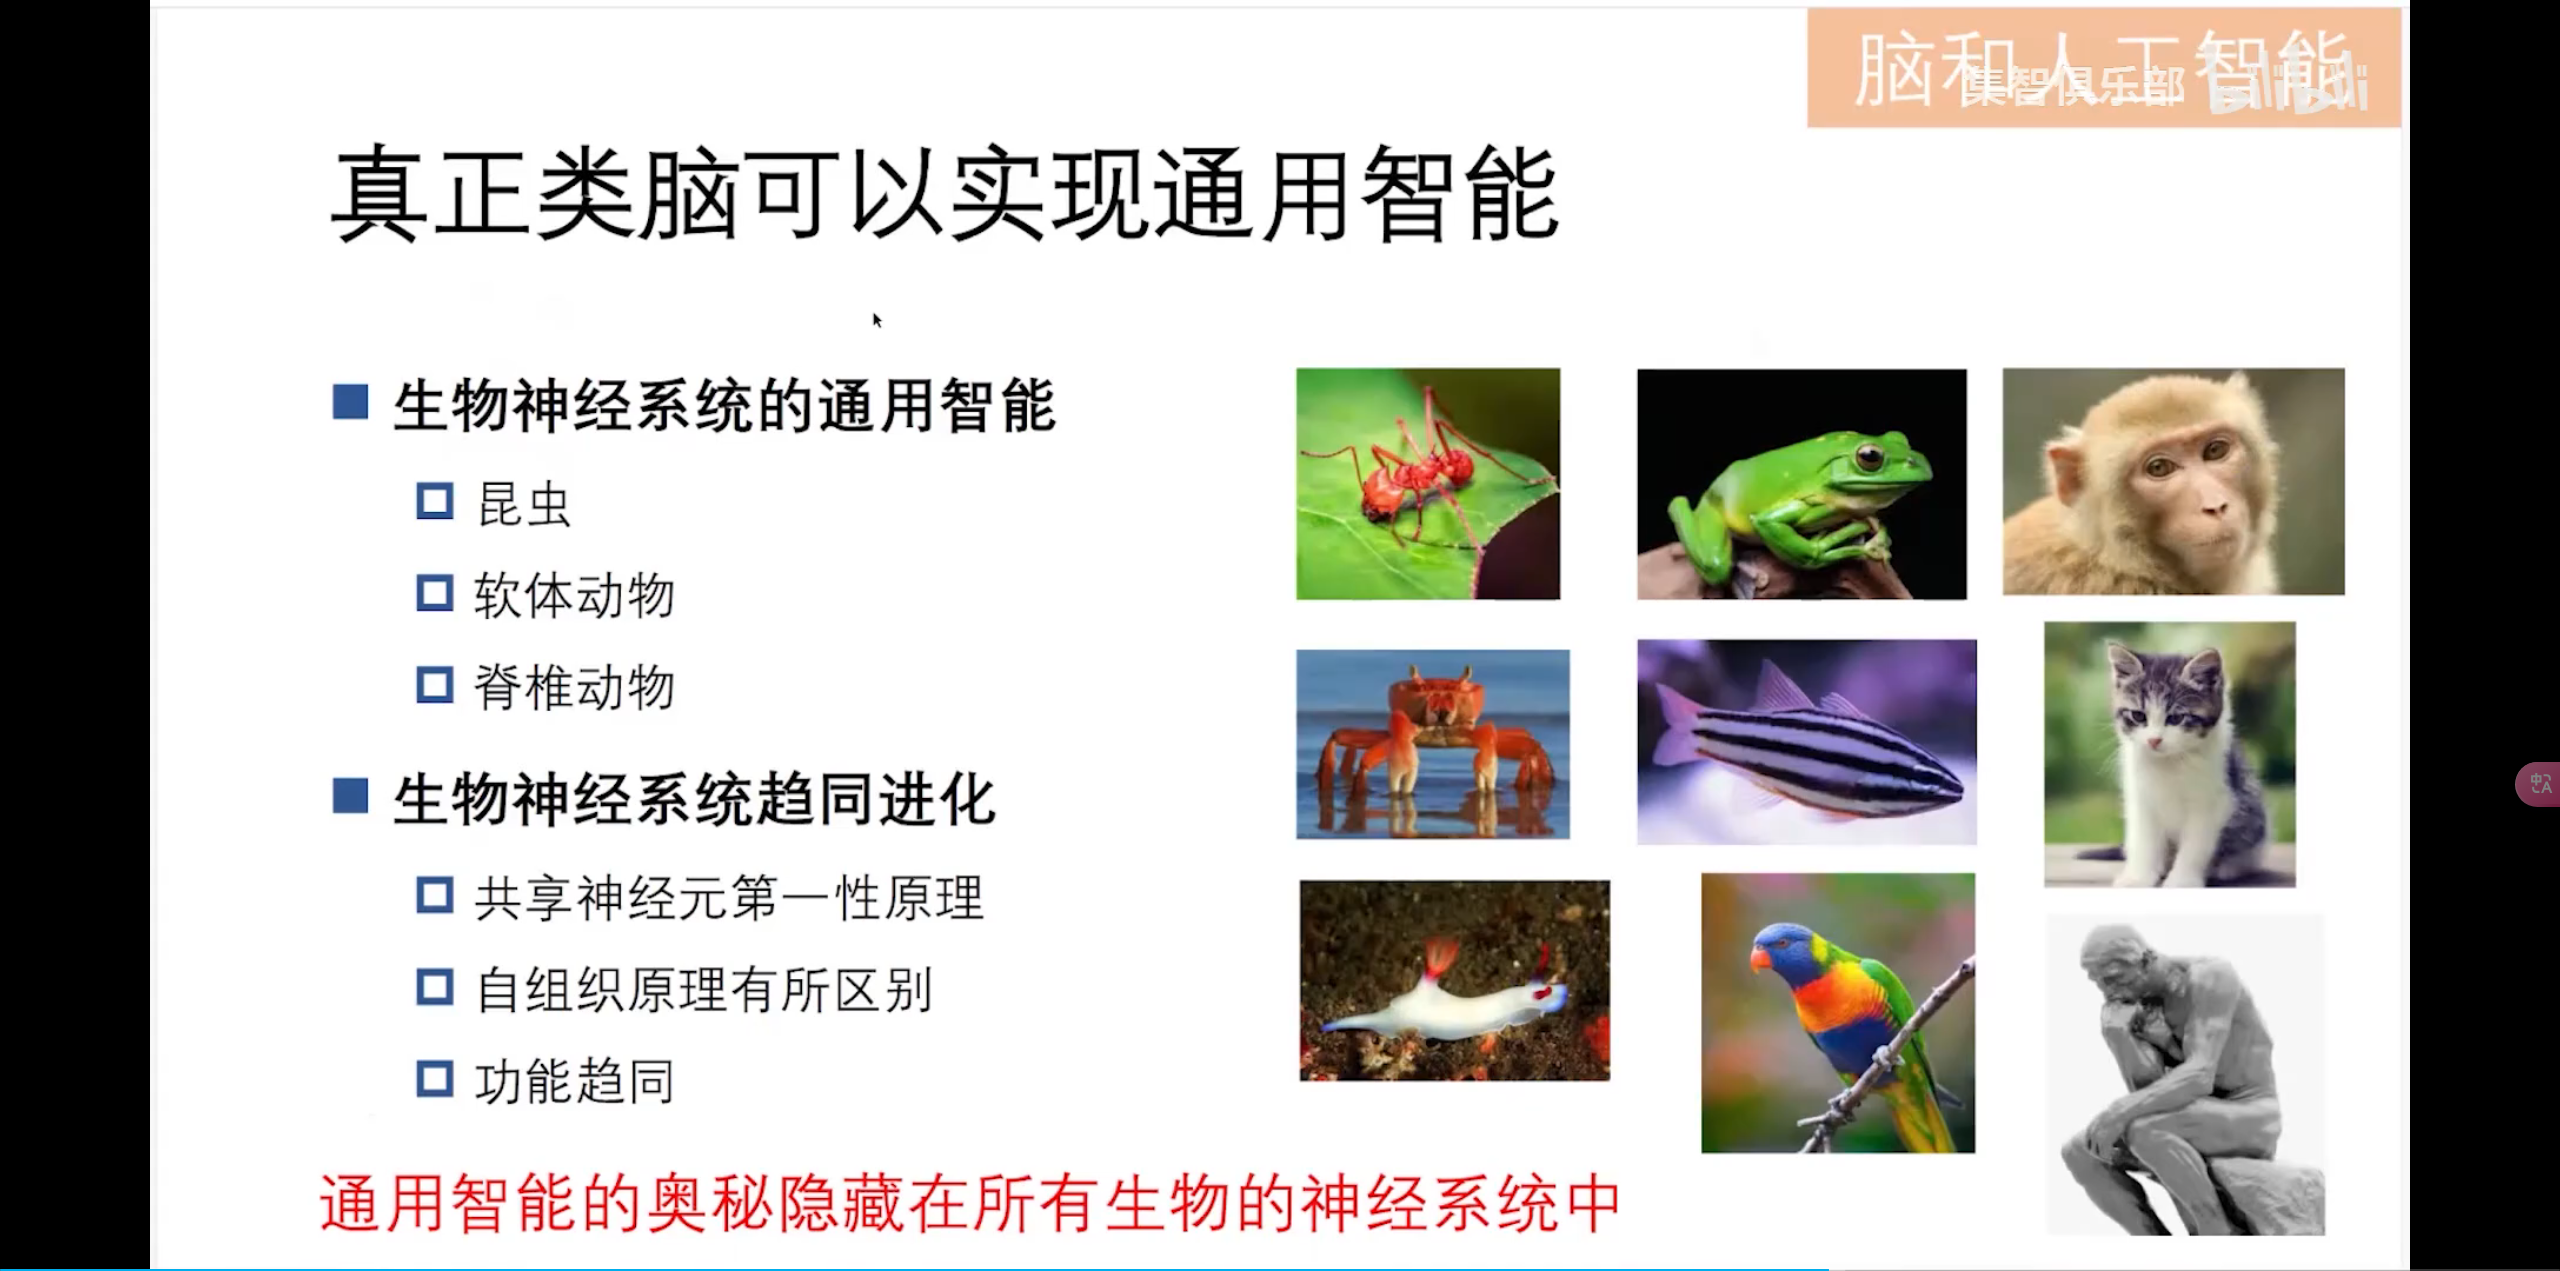 脑和人工智能
集智俱乐部 bilibili
真正类脑可以实现通用智能
生物神经系统的通用智能
昆虫
软体动物
脊椎动物
生物神经系统趋同进化
共享神经元第一性原理
自组织原理有所区别
功能趋同
通用智能的奥秘隐藏在所有生物的神经系统中
中A